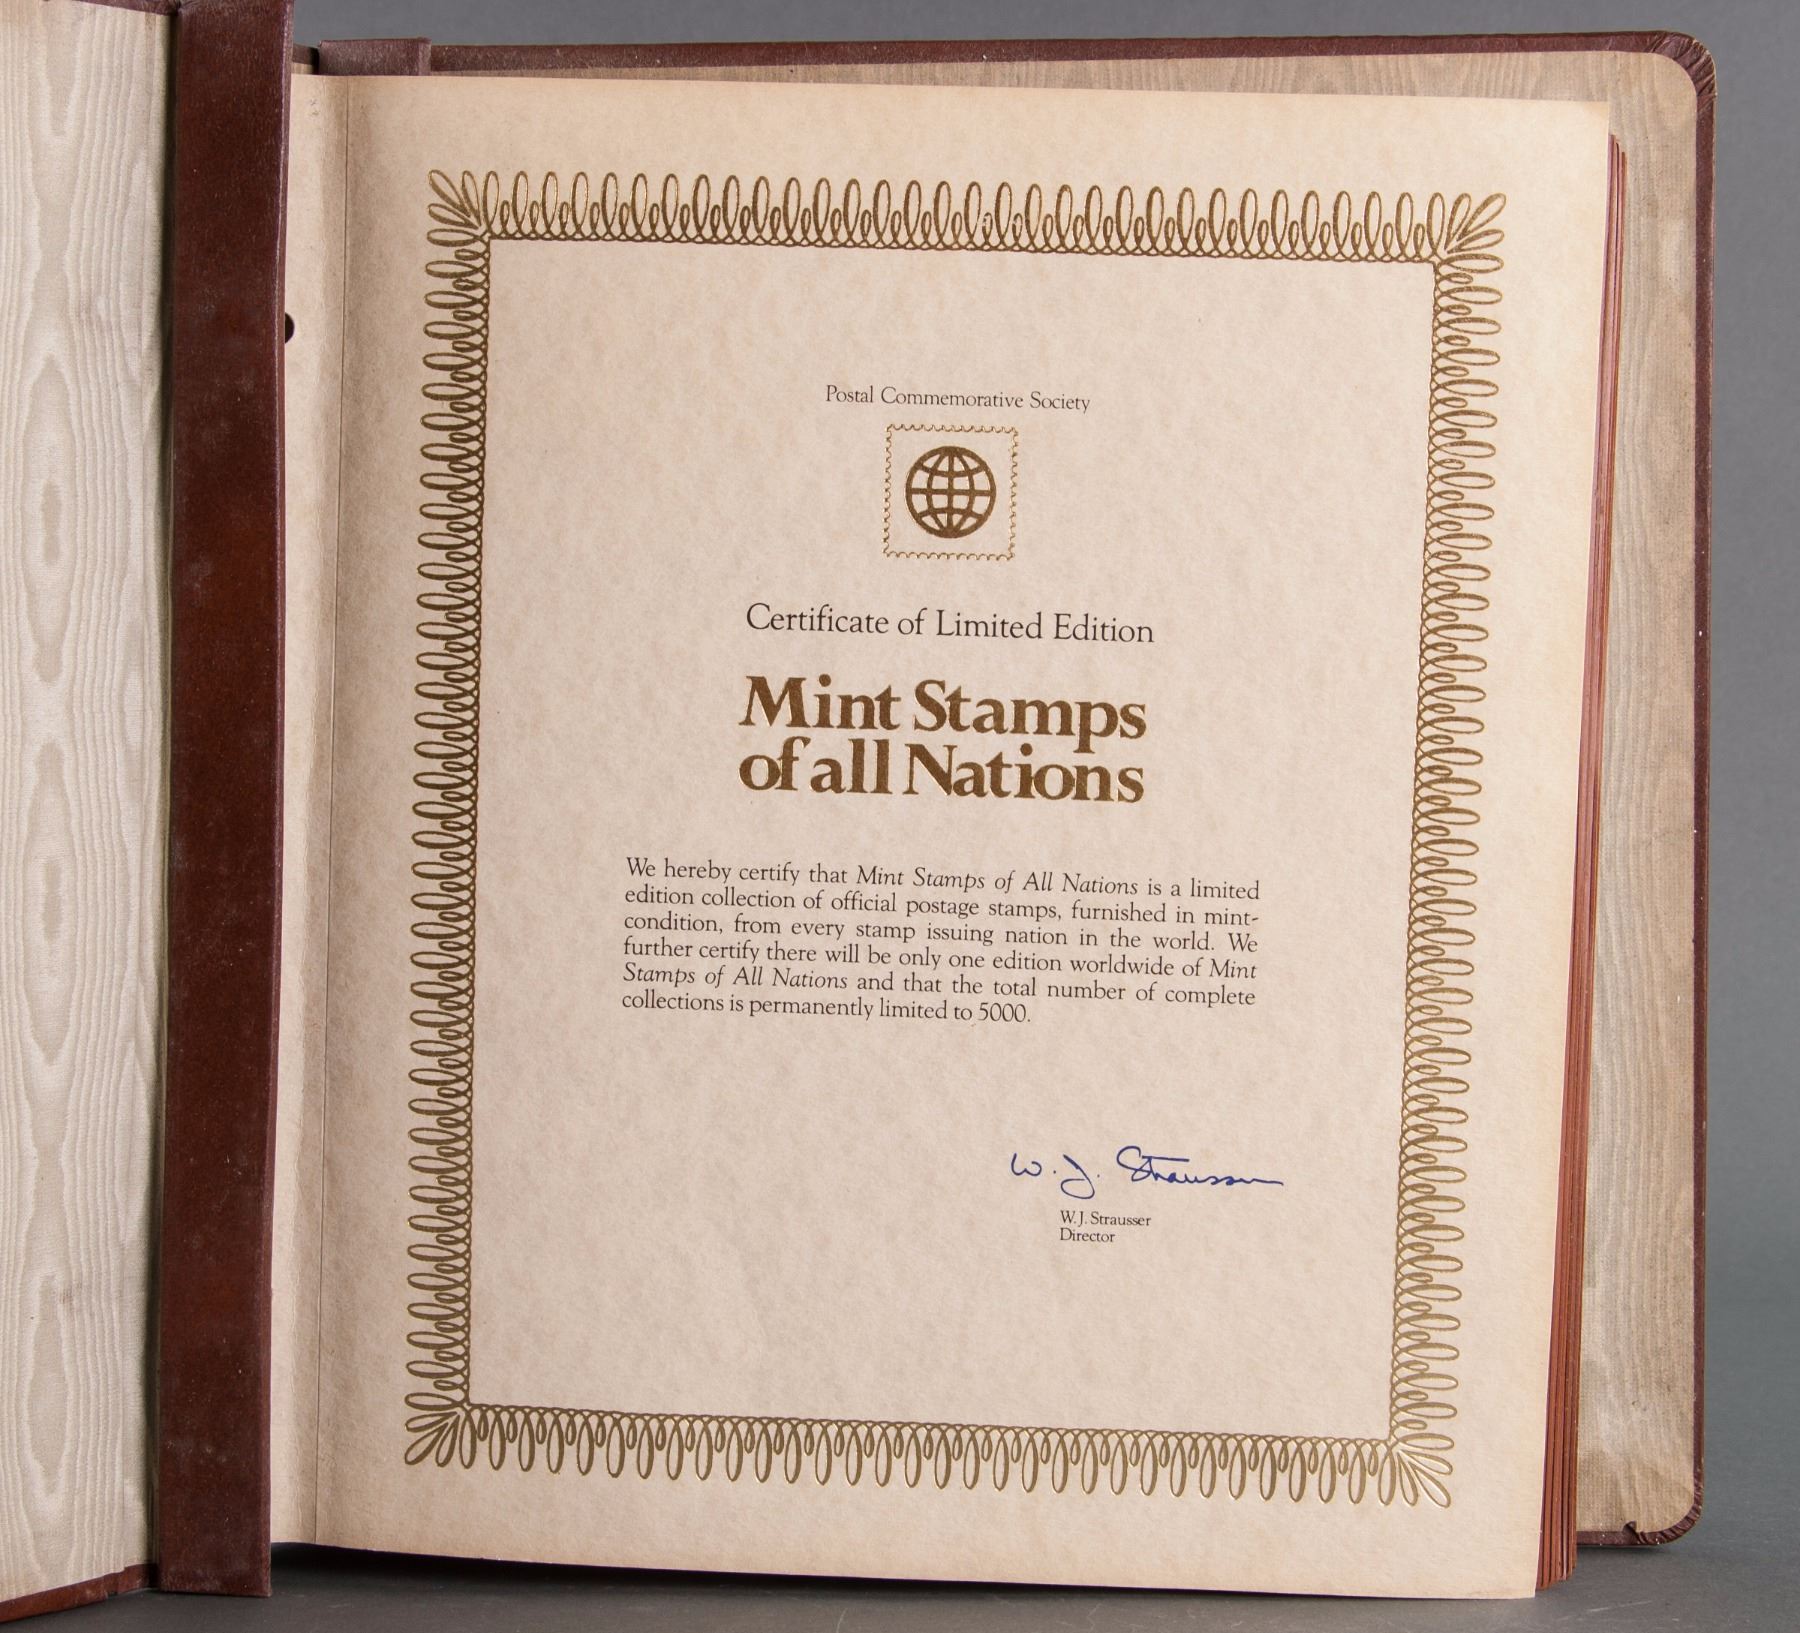 Postal Commemorative Society
Certificate of Limited Edition
Mint Stamps
of all Nations
We hereby certify that Mint Stamps of All Nations is a limited
edition collection of official postage stamps, furnished in mint-
condition, from every stamp issuing nation in the world. We
further certify there will be only one edition worldwide of Mint
Stamps of All Nations and that the total number of complete
collections is permanently limited to 5000.
W. J. Strausser
W. J. Strausser
Director